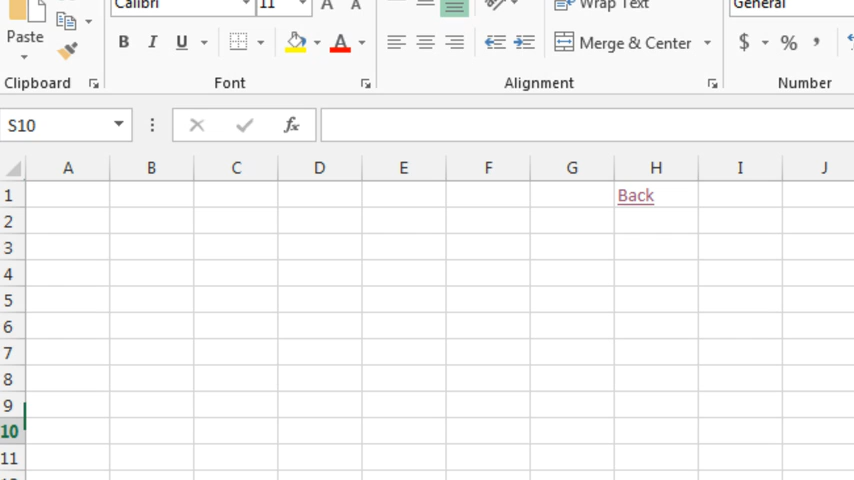 Calibri 11 A A Wrap Text General
Paste B I U A Merge & Center $ % ,
Clipboard Font Alignment Number
S10 fx
A B C D E F G H I J
1 Back
2
3
4
5
6
7
8
9
10
11